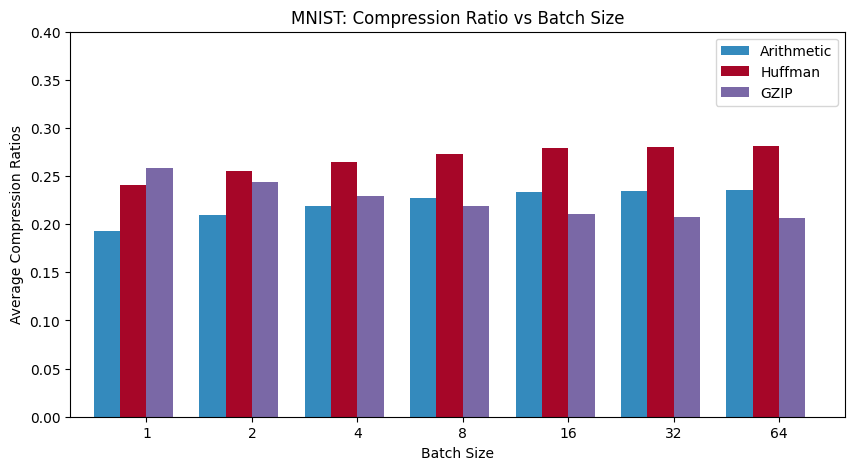 MNIST: Compression Ratio vs Batch Size
Arithmetic
Huffman
GZIP
Average Compression Ratios
0.40
0.35
0.30
0.25
0.20
0.15
0.10
0.05
0.00
1 2 4 8 16 32 64
Batch Size